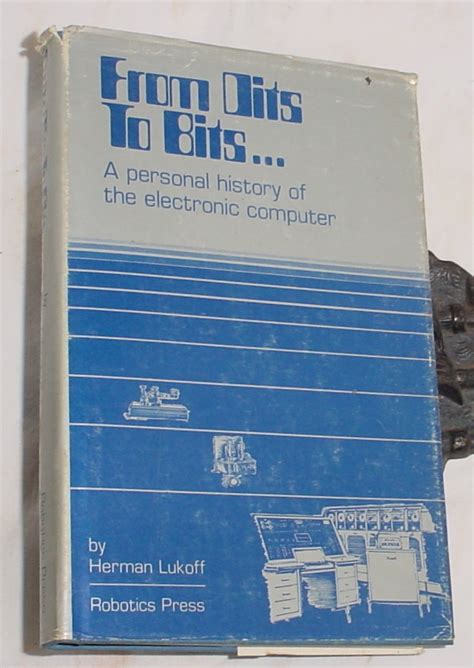 From Dits
To Bits...
A personal history of
the electronic computer
by
Herman Lukoff
Robotics Press